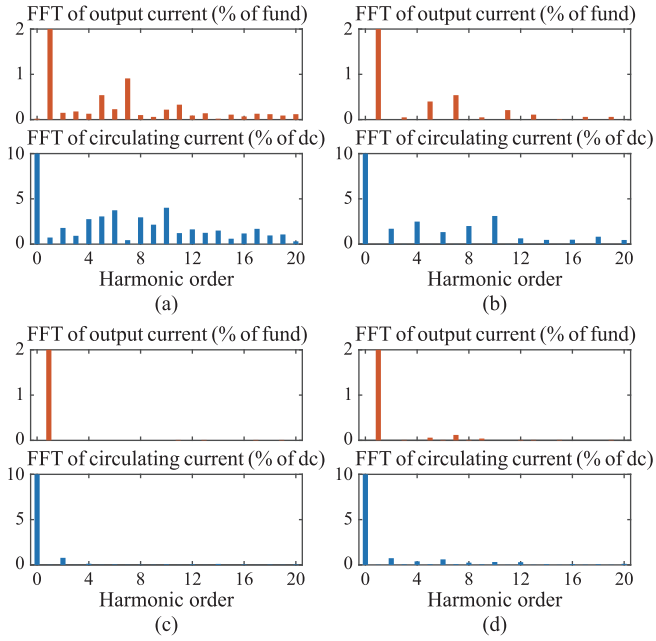 FFT of output current (% of fund)
2
1
0
FFT of circulating current (% of dc)
10
5
0
0 4 8 12 16 20
Harmonic order
(a)
FFT of output current (% of fund)
2
1
0
FFT of circulating current (% of dc)
10
5
0
0 4 8 12 16 20
Harmonic order
(b)
FFT of output current (% of fund)
2
1
0
FFT of circulating current (% of dc)
10
5
0
0 4 8 12 16 20
Harmonic order
(c)
FFT of output current (% of fund)
2
1
0
FFT of circulating current (% of dc)
10
5
0
0 4 8 12 16 20
Harmonic order
(d)